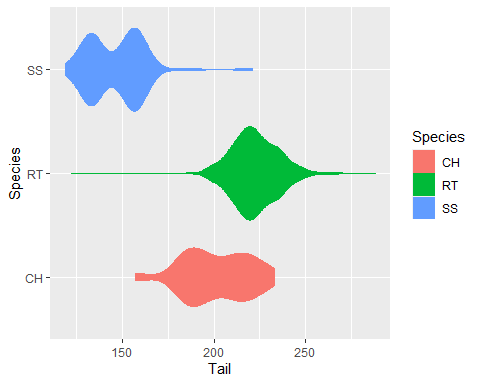 SS
RT
CH
Species
150
200
250
Tail
Species
CH
RT
SS